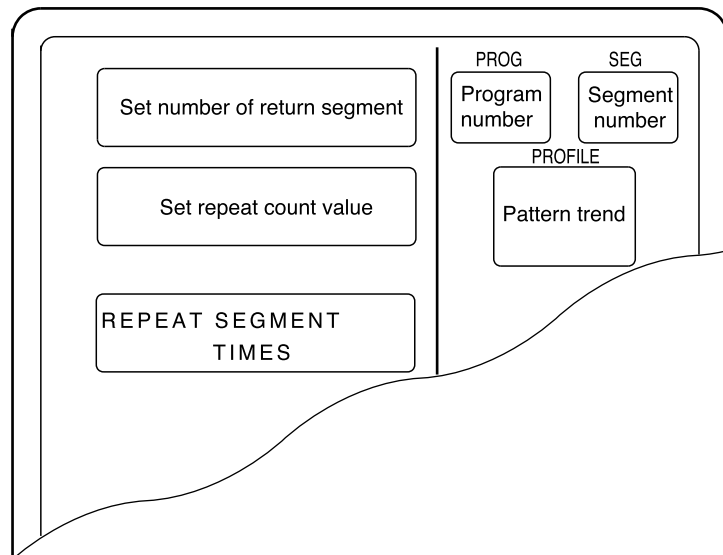 Set number of return segment
Set repeat count value
REPEAT SEGMENT
TIMES
PROG
Program
number
SEG
Segment
number
PROFILE
Pattern trend